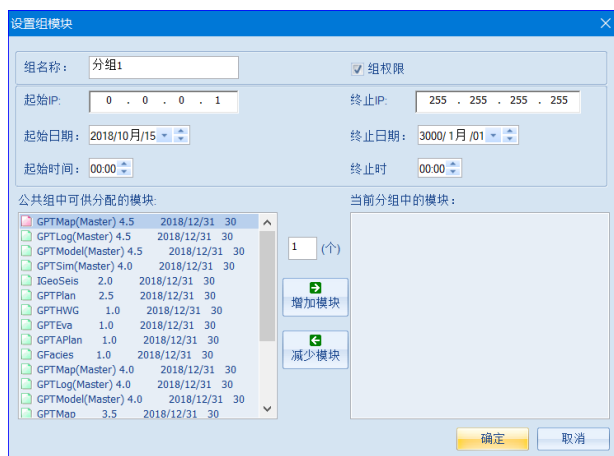 设置组模块
组名称： 分组1 组权限
起始IP: 0 . 0 . 0 . 1 终止IP: 255 . 255 . 255 . 255
起始日期： 2018/10月/15 终止日期： 3000/ 1月 /01
起始时间： 00:00 终止时 00:00
公共组中可供分配的模块: 当前分组中的模块：
GPTMap(Master) 4.5 2018/12/31 30
GPTLog(Master) 4.5 2018/12/31 30
GPTModel(Master) 4.5 2018/12/31 30
GPTSim(Master) 4.0 2018/12/31 30
IGeoSeis 2.0 2018/12/31 30
GPTPlan 2.5 2018/12/31 30
GPTHWG 1.0 2018/12/31 30
GPTEva 1.0 2018/12/31 30
GPTAPlan 1.0 2018/12/31 30
GFacies 1.0 2018/12/31 30
GPTMap(Master) 4.0 2018/12/31 30
GPTLog(Master) 4.0 2018/12/31 30
GPTModel(Master) 4.0 2018/12/31 30
GPTMap 3.5 2018/12/31 30
1 (个)
增加模块
减少模块
确定 取消